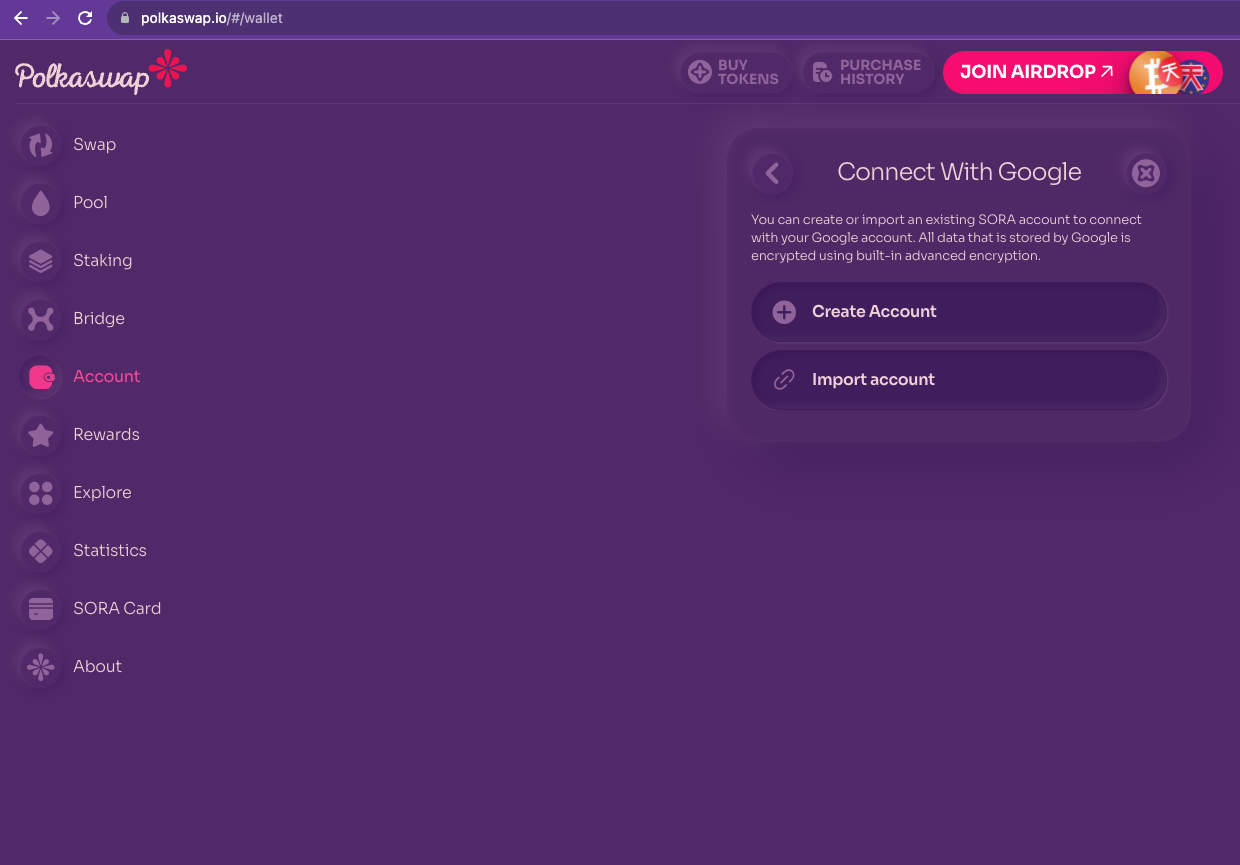 polkaswap.io/#/wallet
Polkaswap
BUY
TOKENS
PURCHASE
HISTORY
JOIN AIRDROP
天
天
Swap
Pool
Staking
Bridge
Account
Rewards
Explore
Statistics
SORA Card
About
Connect With Google
You can create or import an existing SORA account to connect
with your Google account. All data that is stored by Google is
encrypted using built-in advanced encryption.
Create Account
Import account